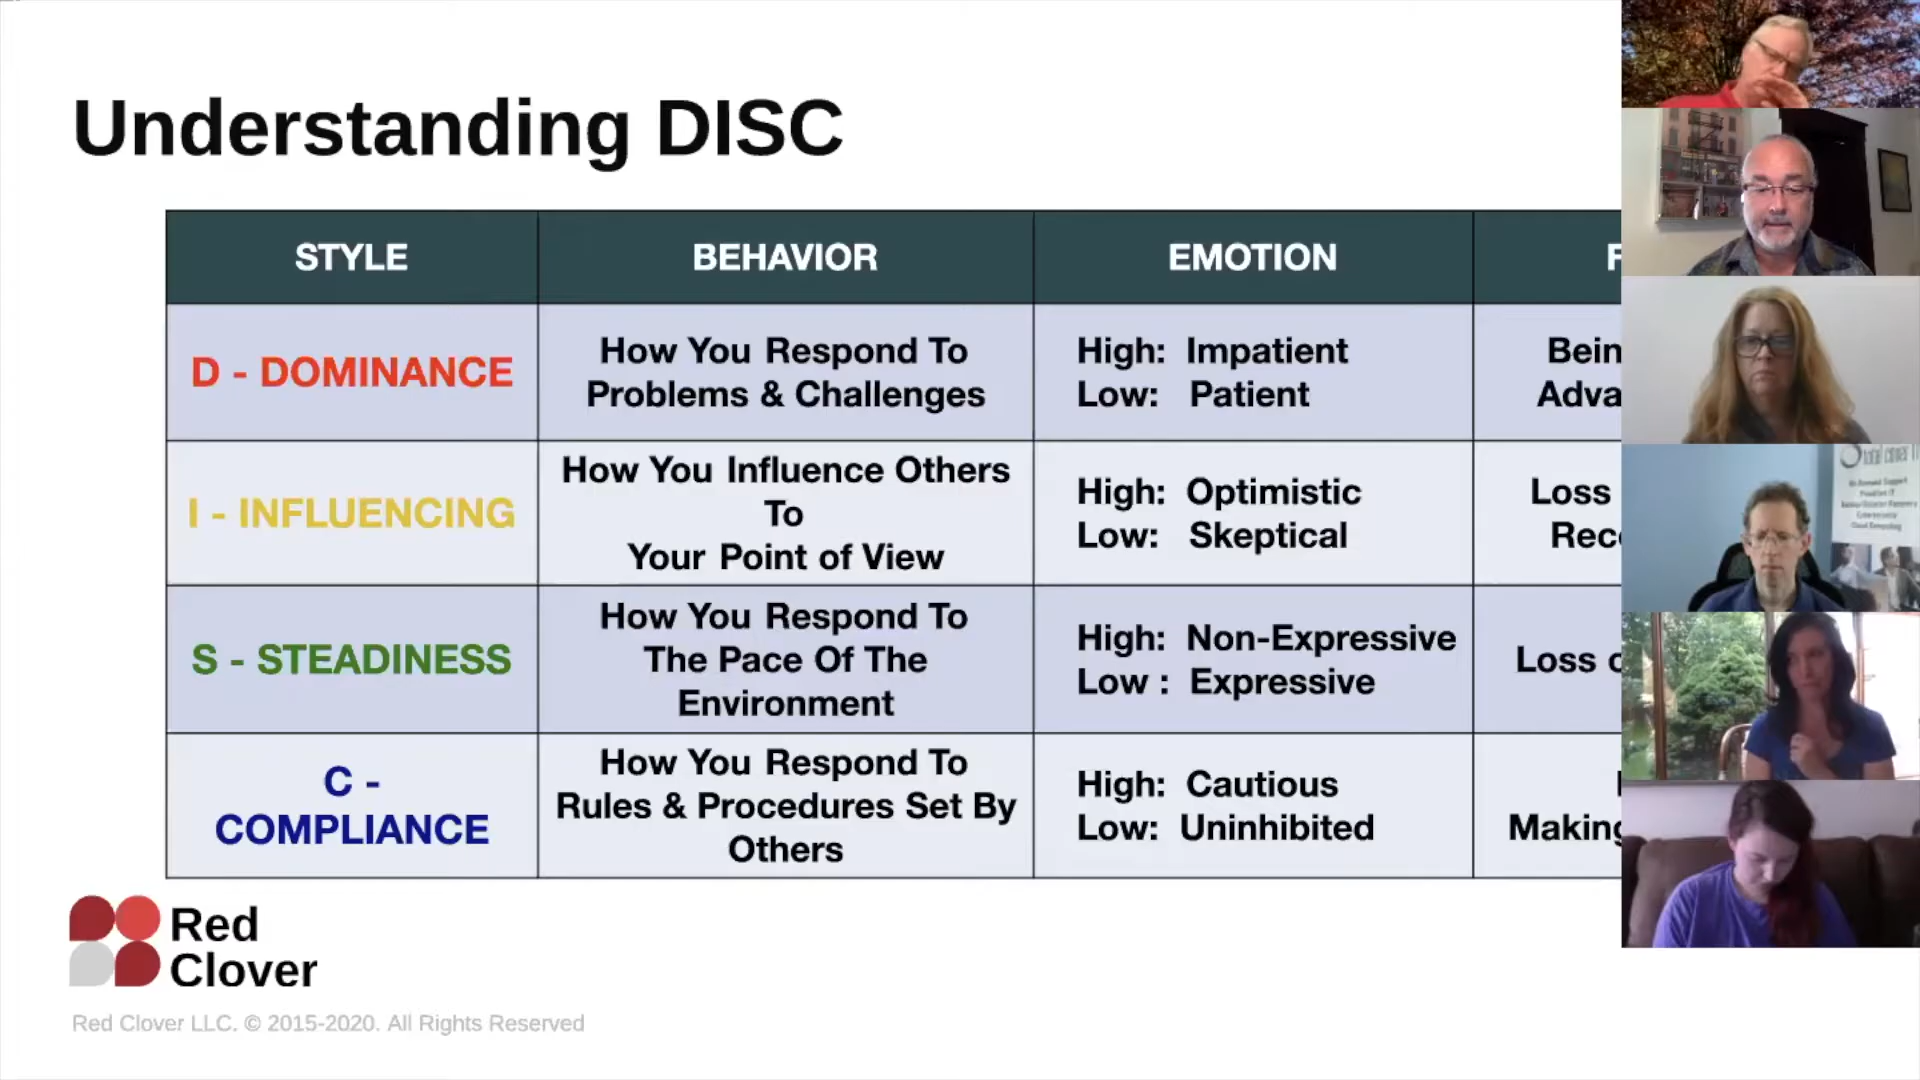 Understanding DISC
STYLE
BEHAVIOR
EMOTION
D - DOMINANCE
How You Respond To
Problems & Challenges
High: Impatient
Low: Patient
I - INFLUENCING
How You Influence Others
To
Your Point of View
High: Optimistic
Low: Skeptical
Loss
S - STEADINESS
How You Respond To
The Pace Of The
Environment
High: Non-Expressive
Low : Expressive
Loss
C -
COMPLIANCE
How You Respond To
Rules & Procedures Set By
Others
High: Cautious
Low: Uninhibited
Making
Red
Clover
Red Clover LLC. © 2015-2020. All Rights Reserved